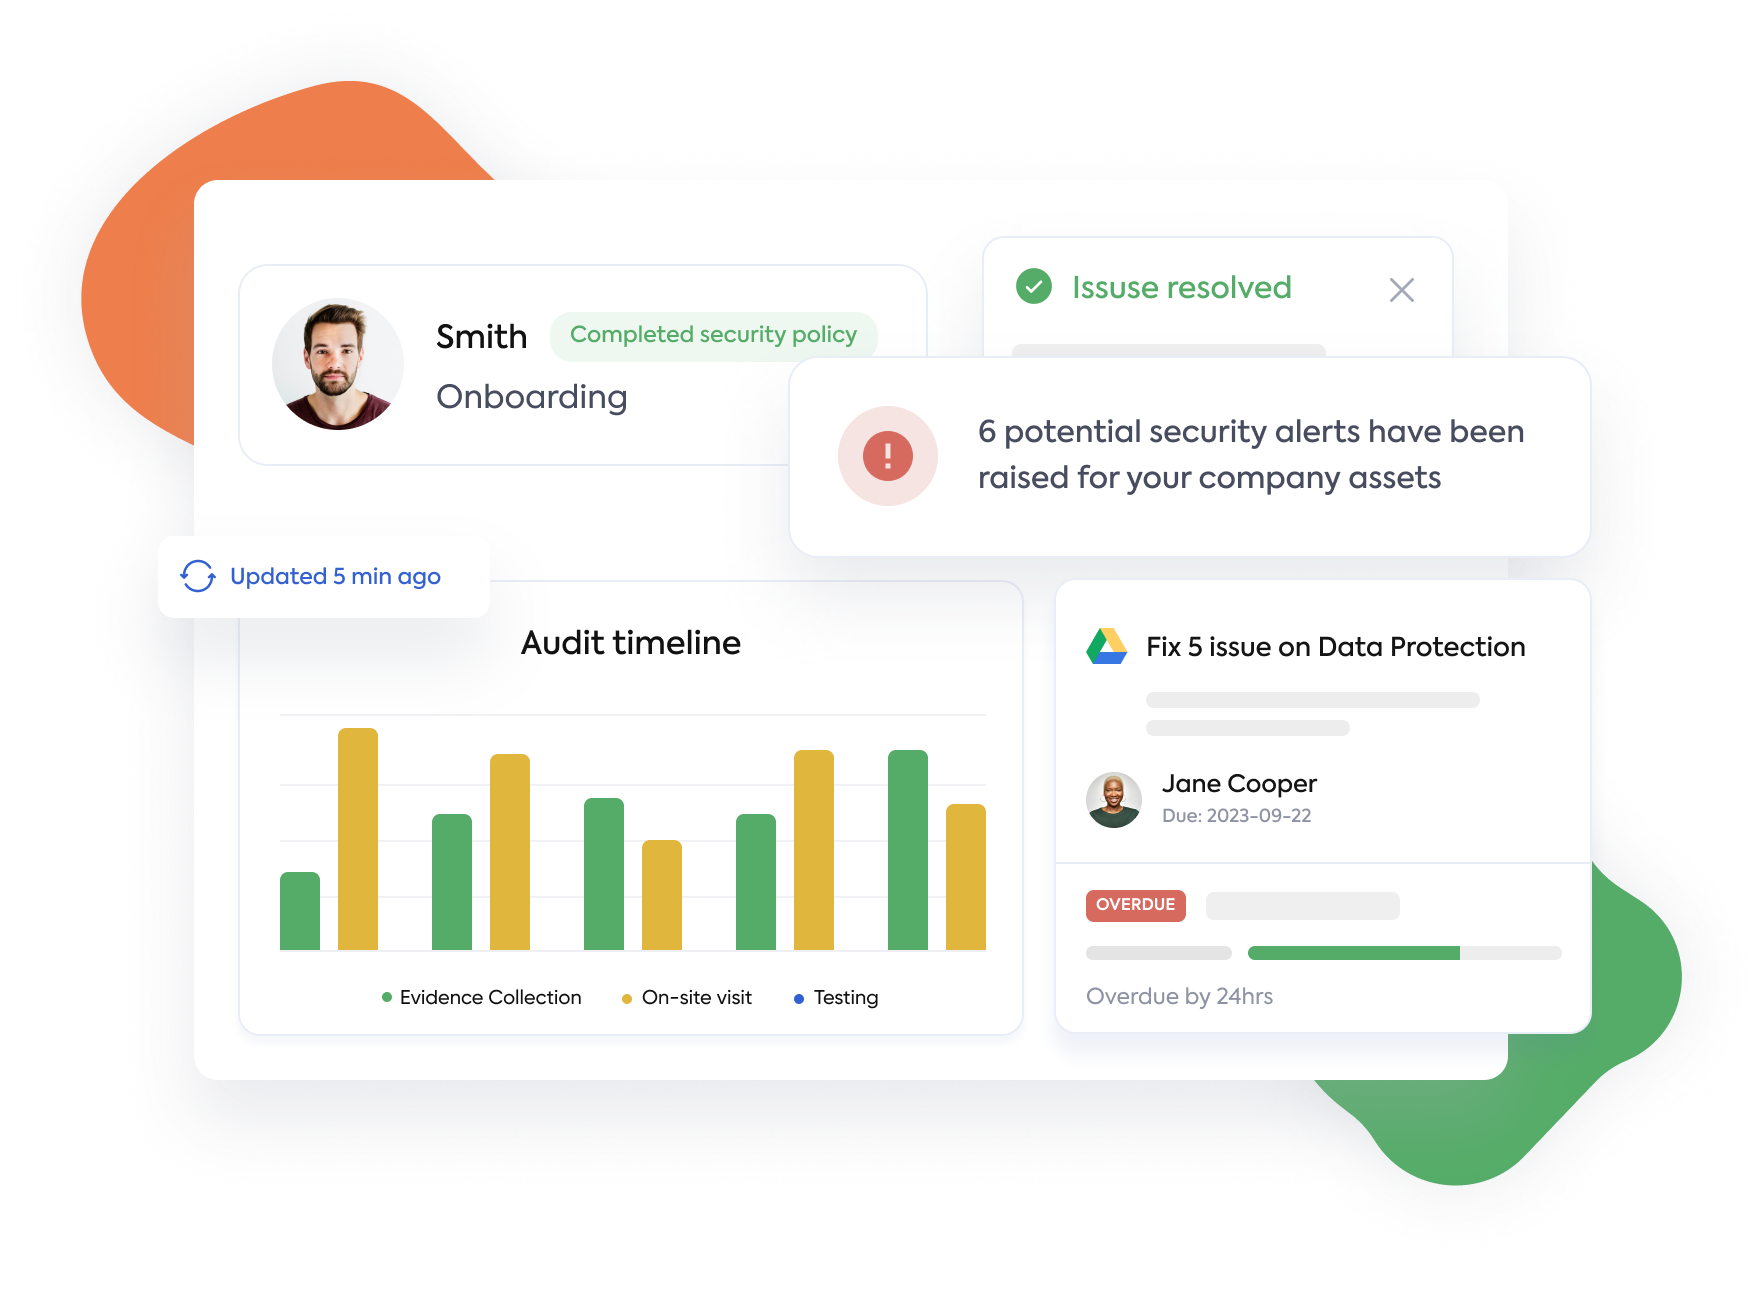 Issuse resolved
Smith
Completed security policy
Onboarding
6 potential security alerts have been
raised for your company assets
Updated 5 min ago
Audit timeline
Evidence Collection
On-site visit
Testing
Fix 5 issue on Data Protection
Jane Cooper
Due: 2023-09-22
OVERDUE
Overdue by 24hrs